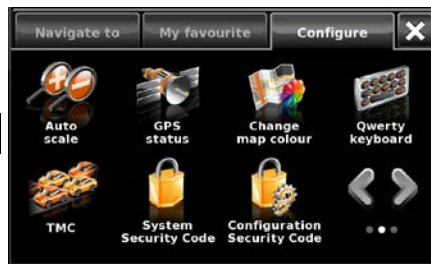 Navigate to
My favourite
Configure
Auto
scale
GPS
status
Change
map colour
Qwerty
keyboard
TMC
System
Security Code
Configuration
Security Code